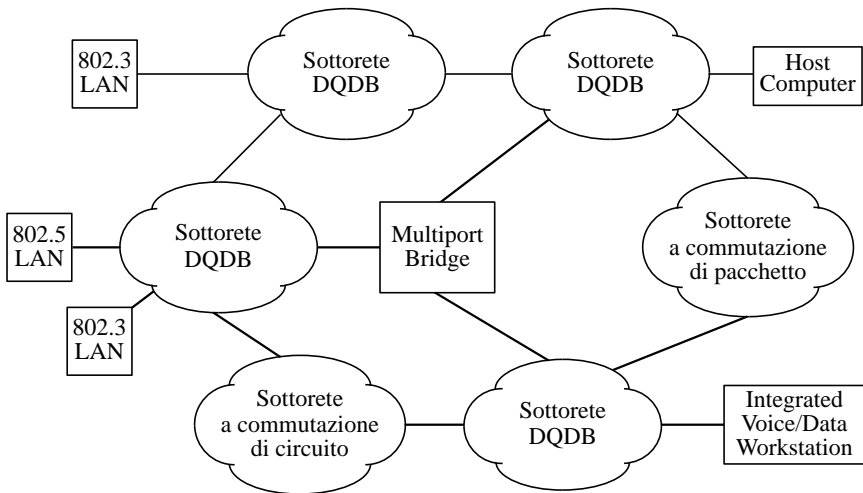 802.3
LAN
Sottorete
DQDB
Sottorete
DQDB
Host
Computer
802.5
LAN
Sottorete
DQDB
Multiport
Bridge
Sottorete
a commutazione
di pacchetto
802.3
LAN
Sottorete
a commutazione
di circuito
Sottorete
DQDB
Integrated
Voice/Data
Workstation